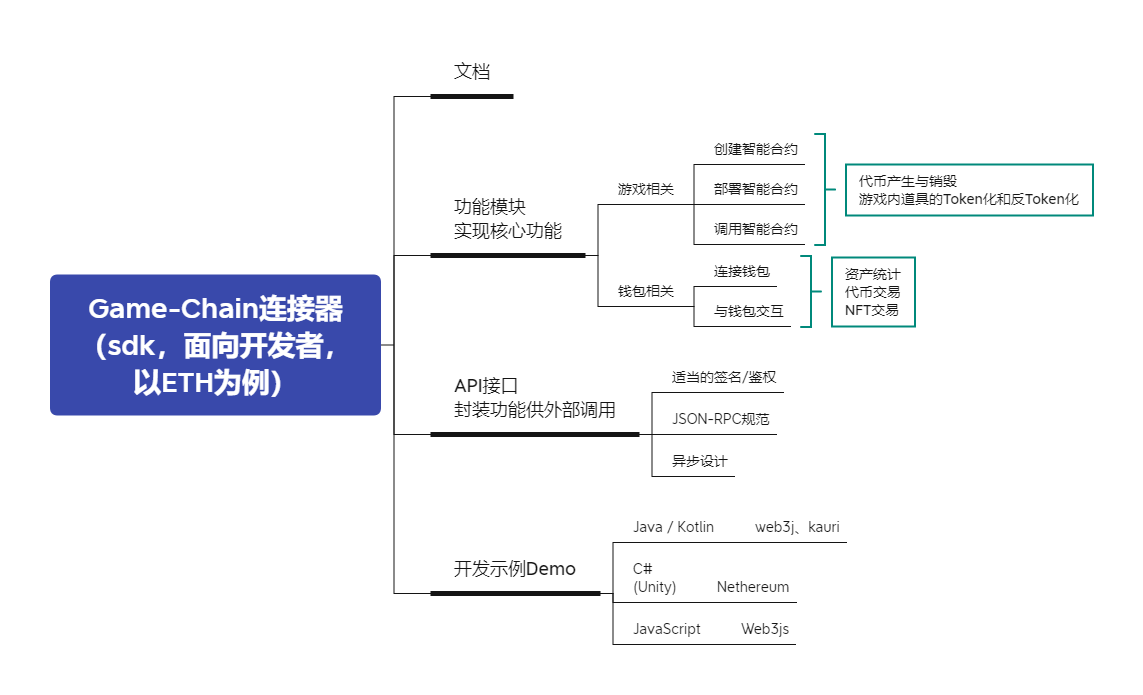 Game-Chain连接器
（sdk，面向开发者，
以ETH为例）
文档
功能模块
实现核心功能
游戏相关
创建智能合约
部署智能合约
调用智能合约
代币产生与销毁
游戏内道具的Token化和反Token化
钱包相关
连接钱包
与钱包交互
资产统计
代币交易
NFT交易
API接口
封装功能供外部调用
适当的签名/鉴权
JSON-RPC规范
异步设计
开发示例Demo
Java / Kotlin web3j、kauri
C#
(Unity) Nethereum
JavaScript Web3js